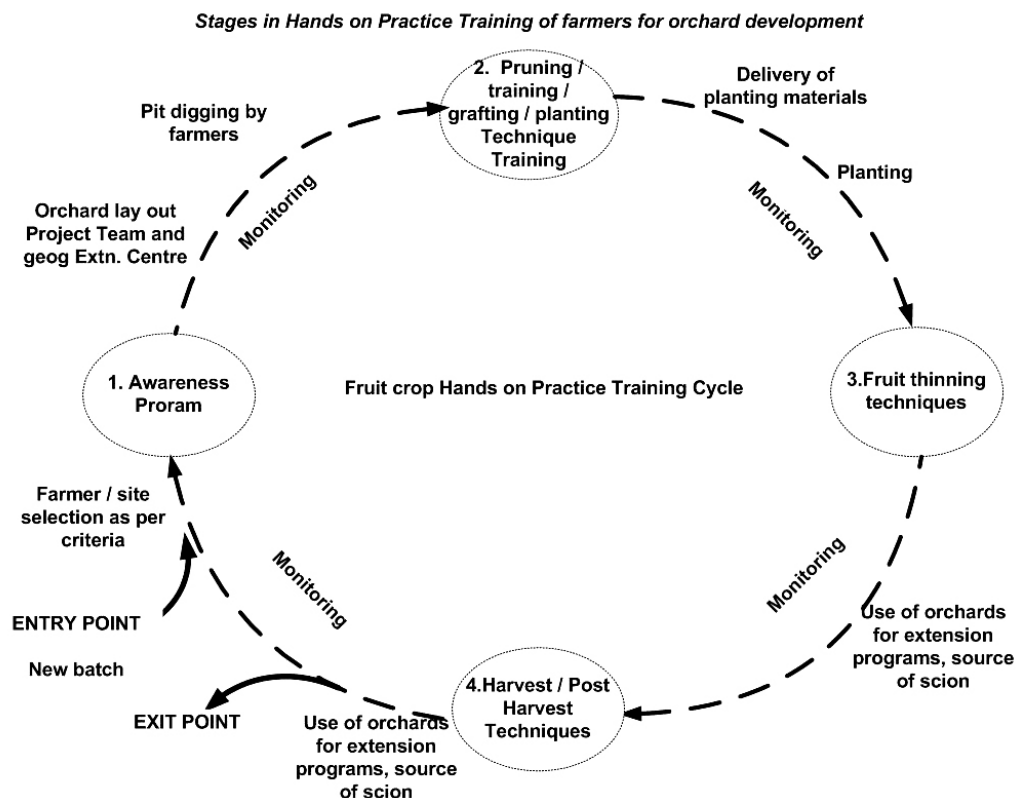 Stages in Hands on Practice Training of farmers for orchard development
2. Pruning /
training /
grafting / planting
Technique
Training
Delivery of
planting materials
Pit digging by
farmers
Planting
Monitoring
Monitoring
Orchard lay out
Project Team and
geog Extn. Centre
1. Awareness
Proram
Fruit crop Hands on Practice Training Cycle
3.Fruit thinning
techniques
Farmer / site
selection as per
criteria
Monitoring
Monitoring
ENTRY POINT
New batch
Use of orchards
for extension
programs, source
of scion
4.Harvest / Post
Harvest
Techniques
EXIT POINT
Use of orchards
for extension
programs, source
of scion